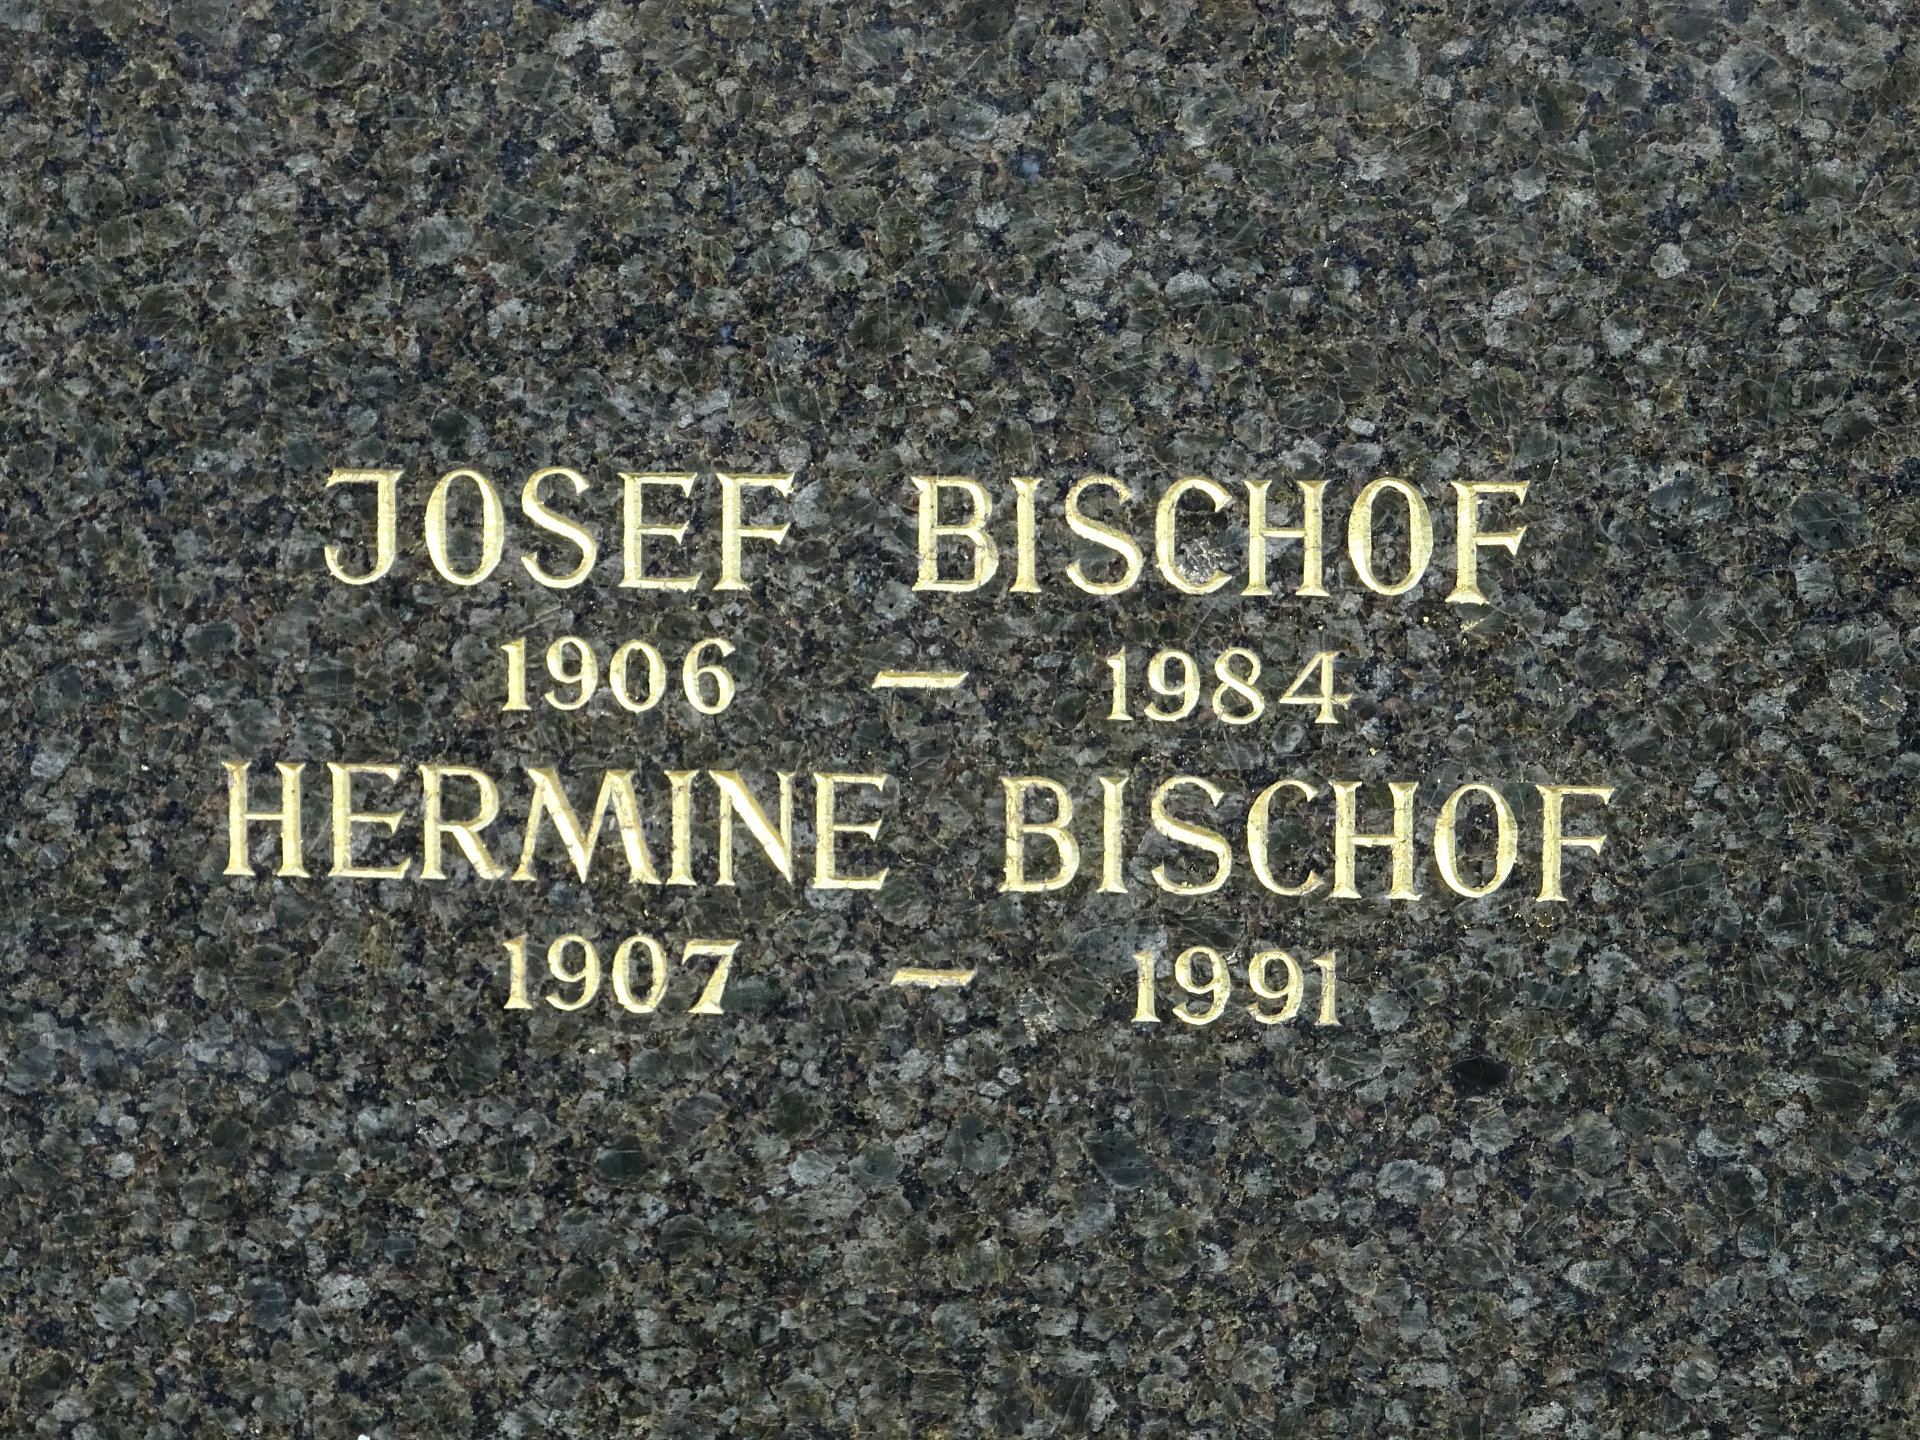 JOSEF BISCHOF
1906 – 1984
HERMINE BISCHOF
1907 – 1991